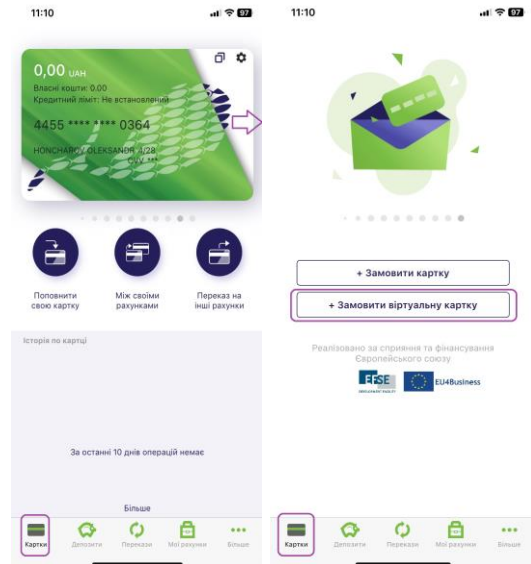 11:10
97
0,00 UAH
Власні кошти: 0.00
Кредитний ліміт: Не встановлений
4455 **** **** 0364
HONCHAROV OLEKSANDR 4/28
CVV ***
Поповнити
свою картку
Між своїми
рахунками
Переказ на
інші рахунки
Історія по картці
За останні 10 днів операцій немає
Більше
Картки
Депозити
Перекази
Мої рахунки
Більше
11:10
97
+ Замовити картку
+ Замовити віртуальну картку
Реалізовано за сприяння та фінансування
Європейського союзу
EFSE
EU4Business
Картки
Депозити
Перекази
Мої рахунки
Більше